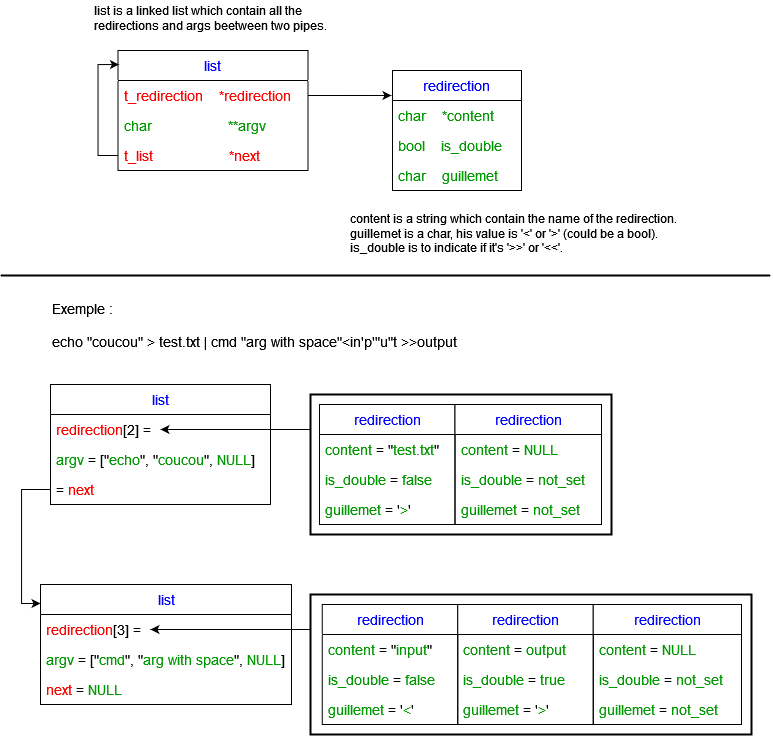 list is a linked list which contain all the
redirections and args beetween two pipes.
list
t_redirection *redirection
char **argv
t_list *next
redirection
char *content
bool is_double
char guillemet
content is a string which contain the name of the redirection.
guillemet is a char, his value is '<' or '>' (could be a bool).
is_double is to indicate if it's '>>' or '<<'.
Exemple :
echo "coucou" > test.txt | cmd "arg with space"<in'p'"u"t >>output
list
redirection[2] =
argv = ["echo", "coucou", NULL]
= next
redirection
content = "test.txt"
is_double = false
guillemet = '>'
redirection
content = NULL
is_double = not_set
guillemet = not_set
list
redirection[3] =
argv = ["cmd", "arg with space", NULL]
next = NULL
redirection
content = "input"
is_double = false
guillemet = '<'
redirection
content = output
is_double = true
guillemet = '>'
redirection
content = NULL
is_double = not_set
guillemet = not_set